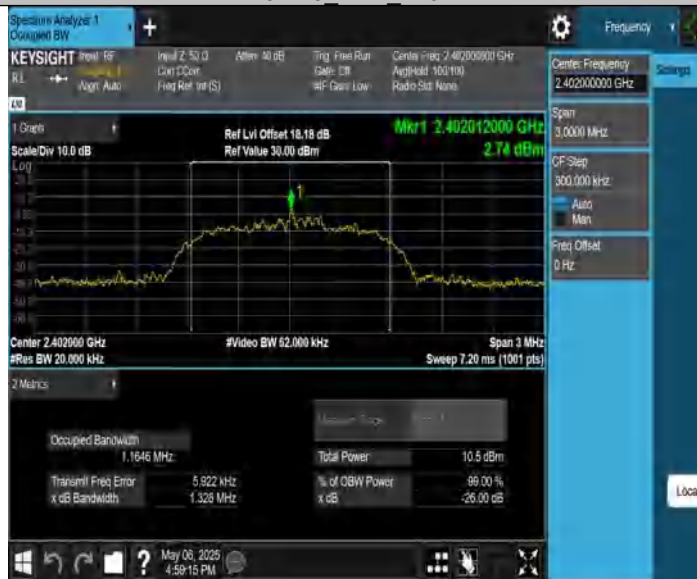 Spectrum Analyzer 1
Occupied BW
Frequency
KEYSIGHT Input: RF
Input Z: 50 Ω
Atten: 40 dB
Trig: Free Run
Center Freq: 2.402000000 GHz
RL
Align: Auto
Corr CCorr
Freq Ref: Int (S)
Gate: Off
#IF Gain: Low
Avg|Hold: 100/100
Radio Std: None
Center Frequency
2.402000000 GHz
Settings
Span
3.0000 MHz
CF Step
300.000 kHz
Auto
Man
Freq Offset
0 Hz
1 Graph
Scale/Div 10.0 dB
Ref Lvl Offset 18.18 dB
Ref Value 30.00 dBm
Mkr1 2.402012000 GHz
2.74 dBm
Log
1
Center 2.402000 GHz
#Video BW 62.000 kHz
Span 3 MHz
#Res BW 20.000 kHz
Sweep 7.20 ms (1001 pts)
2 Metrics
Occupied Bandwidth
1.1646 MHz
Total Power
10.5 dBm
Transmit Freq Error
5.922 kHz
% of OBW Power
99.00 %
x dB Bandwidth
1.328 MHz
x dB
-26.00 dB
Loca
?
May 06, 2025
4:59:15 PM